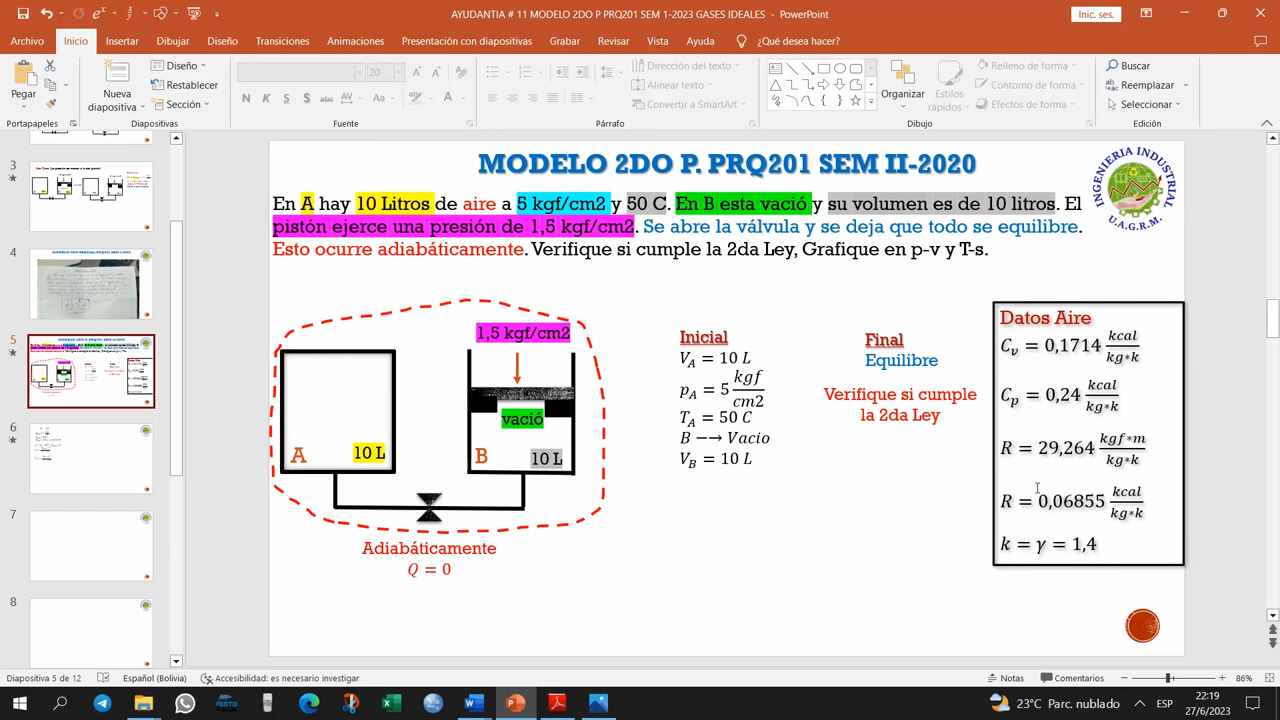 AYUDANTIA # 11 MODELO 2DO P PRQ201 SEM 1-2023 GASES IDEALES - PowerPoint
Inic. ses.
Archivo Inicio Insertar Dibujar Diseño Transiciones Animaciones Presentación con diapositivas Grabar Revisar Vista Ayuda ¿Qué desea hacer?
Pegar
Nueva diapositiva
Diseño
Restablecer
Sección
20
N K S S abc AV Aa A
Dirección del texto
Alinear texto
Convertir a SmartArt
Organizar
Estilos rápidos
Relleno de forma
Contorno de forma
Efectos de forma
Buscar
Reemplazar
Seleccionar
Portapapeles Diapositivas Fuente Párrafo Dibujo Edición
3
5
6
7
8
MODELO 2DO P. PRQ201 SEM II-2020
INGENIERIA INDUSTRIAL
U.A.G.R.M.
En A hay 10 Litros de aire a 5 kgf/cm2 y 50 C. En B esta vació y su volumen es de 10 litros. El
pistón ejerce una presión de 1,5 kgf/cm2. Se abre la válvula y se deja que todo se equilibre.
Esto ocurre adiabáticamente. Verifique si cumple la 2da Ley, Grafique en p-v y T-s.
1,5 kgf/cm2
vació
A 10 L
B 10 L
Adiabáticamente
Q = 0
Inicial
V_A = 10 L
p_A = 5 kgf/cm2
T_A = 50 C
B −→ Vacio
V_B = 10 L
Final
Equilibre
Verifique si cumple
la 2da Ley
Datos Aire
C_v = 0,1714 kcal/kg*k
C_p = 0,24 kcal/kg*k
R = 29,264 kgf*m/kg*k
R = 0,06855 kcal/kg*k
k = γ = 1,4
Diapositiva 5 de 12 Español (Bolivia) Accesibilidad: es necesario investigar Notas Comentarios 86%
23°C Parc. nublado ESP 22:19
27/6/2023